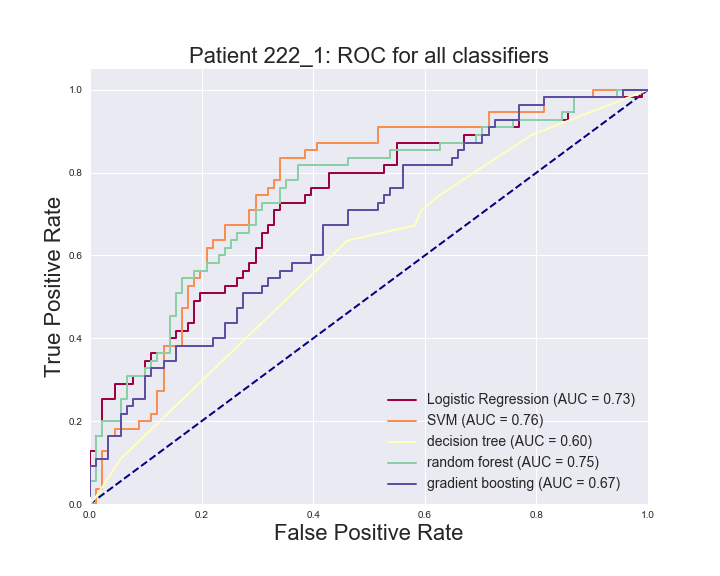 Patient 222_1: ROC for all classifiers
True Positive Rate
1.0
0.8
0.6
0.4
0.2
0.0
Logistic Regression (AUC = 0.73)
SVM (AUC = 0.76)
decision tree (AUC = 0.60)
random forest (AUC = 0.75)
gradient boosting (AUC = 0.67)
0.0 0.2 0.4 0.6 0.8 1.0
False Positive Rate